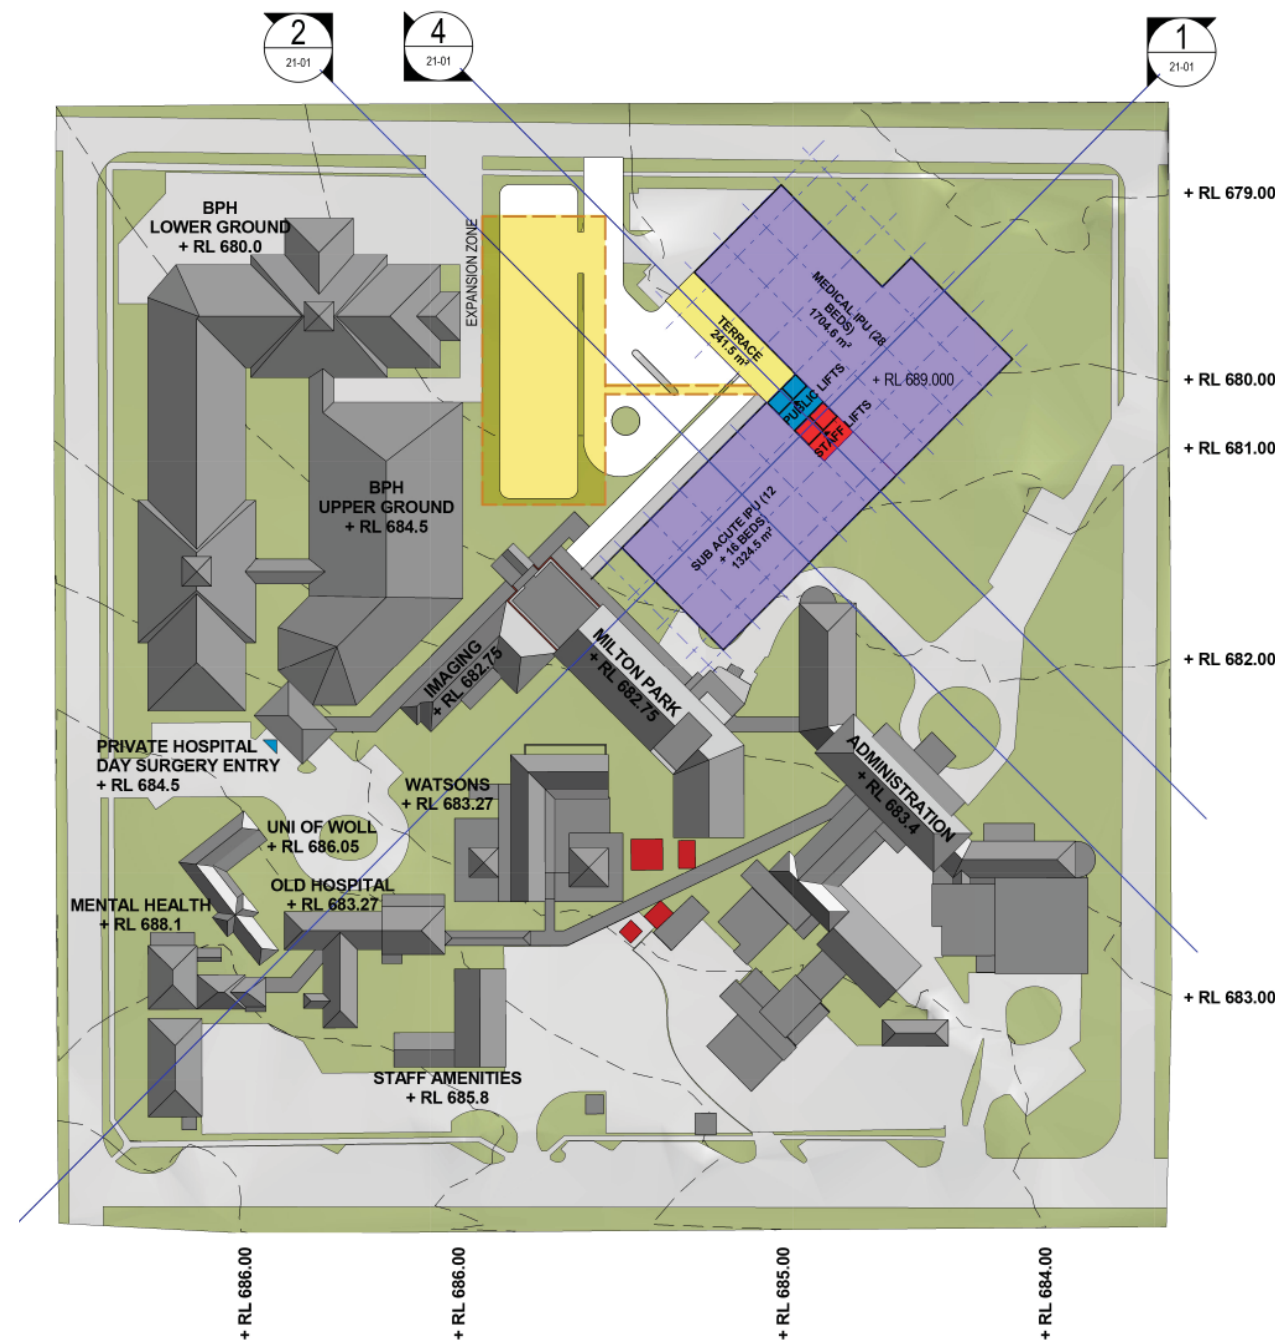 2
21-01
4
21-01
1
21-01
BPH
LOWER GROUND
+ RL 680.0
EXPANSION ZONE
MEDICAL IPU (28
BEDS)
1704.6 m²
TERRACE
241.5 m²
PUBLIC LIFTS
STAFF LIFTS
+ RL 689.000
+ RL 679.00
+ RL 680.00
+ RL 681.00
BPH
UPPER GROUND
+ RL 684.5
SUB ACUTE IPU (12
+ 16 BEDS)
1324.5 m²
IMAGING
+ RL 682.75
MILTON PARK
+ RL 682.75
+ RL 682.00
PRIVATE HOSPITAL
DAY SURGERY ENTRY
+ RL 684.5
WATSONS
+ RL 683.27
ADMINISTRATION
+ RL 683.4
UNI OF WOLL
+ RL 686.05
OLD HOSPITAL
+ RL 683.27
MENTAL HEALTH
+ RL 688.1
+ RL 683.00
STAFF AMENITIES
+ RL 685.8
+ RL 686.00
+ RL 686.00
+ RL 685.00
+ RL 684.00